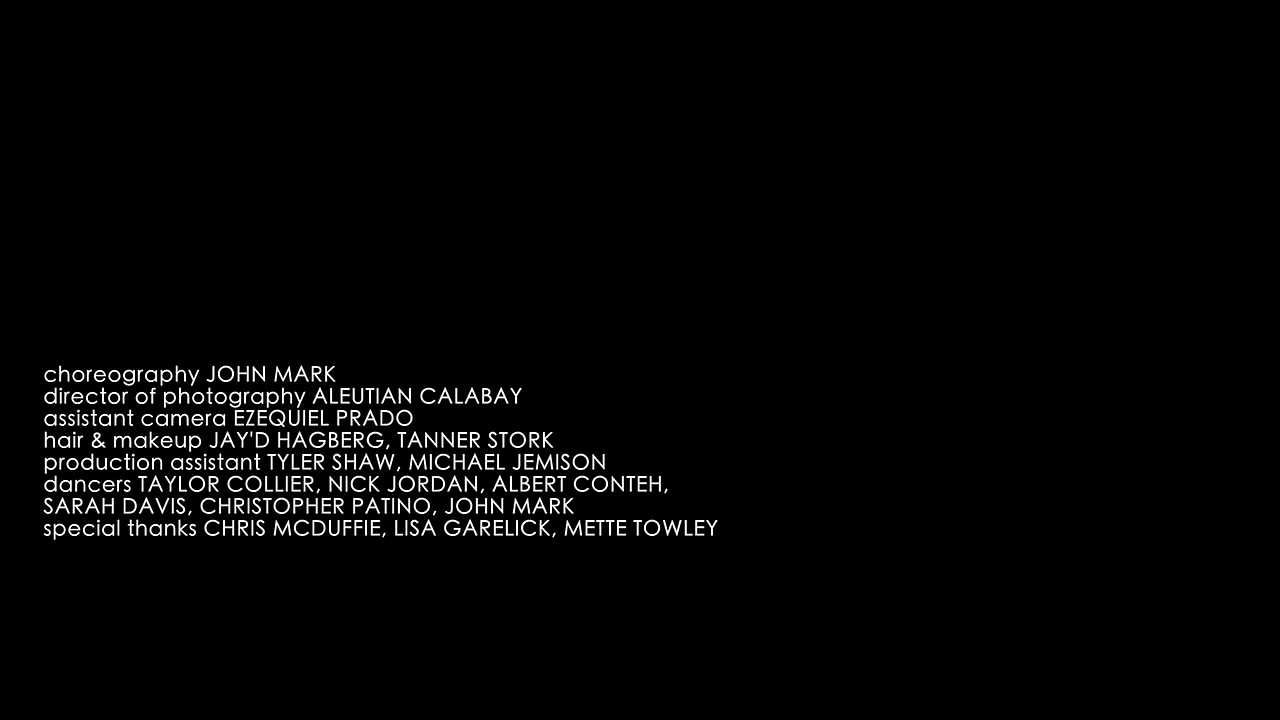 choreography JOHN MARK
director of photography ALEUTIAN CALABAY
assistant camera EZEQUIEL PRADO
hair & makeup JAY'D HAGBERG, TANNER STORK
production assistant TYLER SHAW, MICHAEL JEMISON
dancers TAYLOR COLLIER, NICK JORDAN, ALBERT CONTEH,
SARAH DAVIS, CHRISTOPHER PATINO, JOHN MARK
special thanks CHRIS MCDUFFIE, LISA GARELICK, METTE TOWLEY